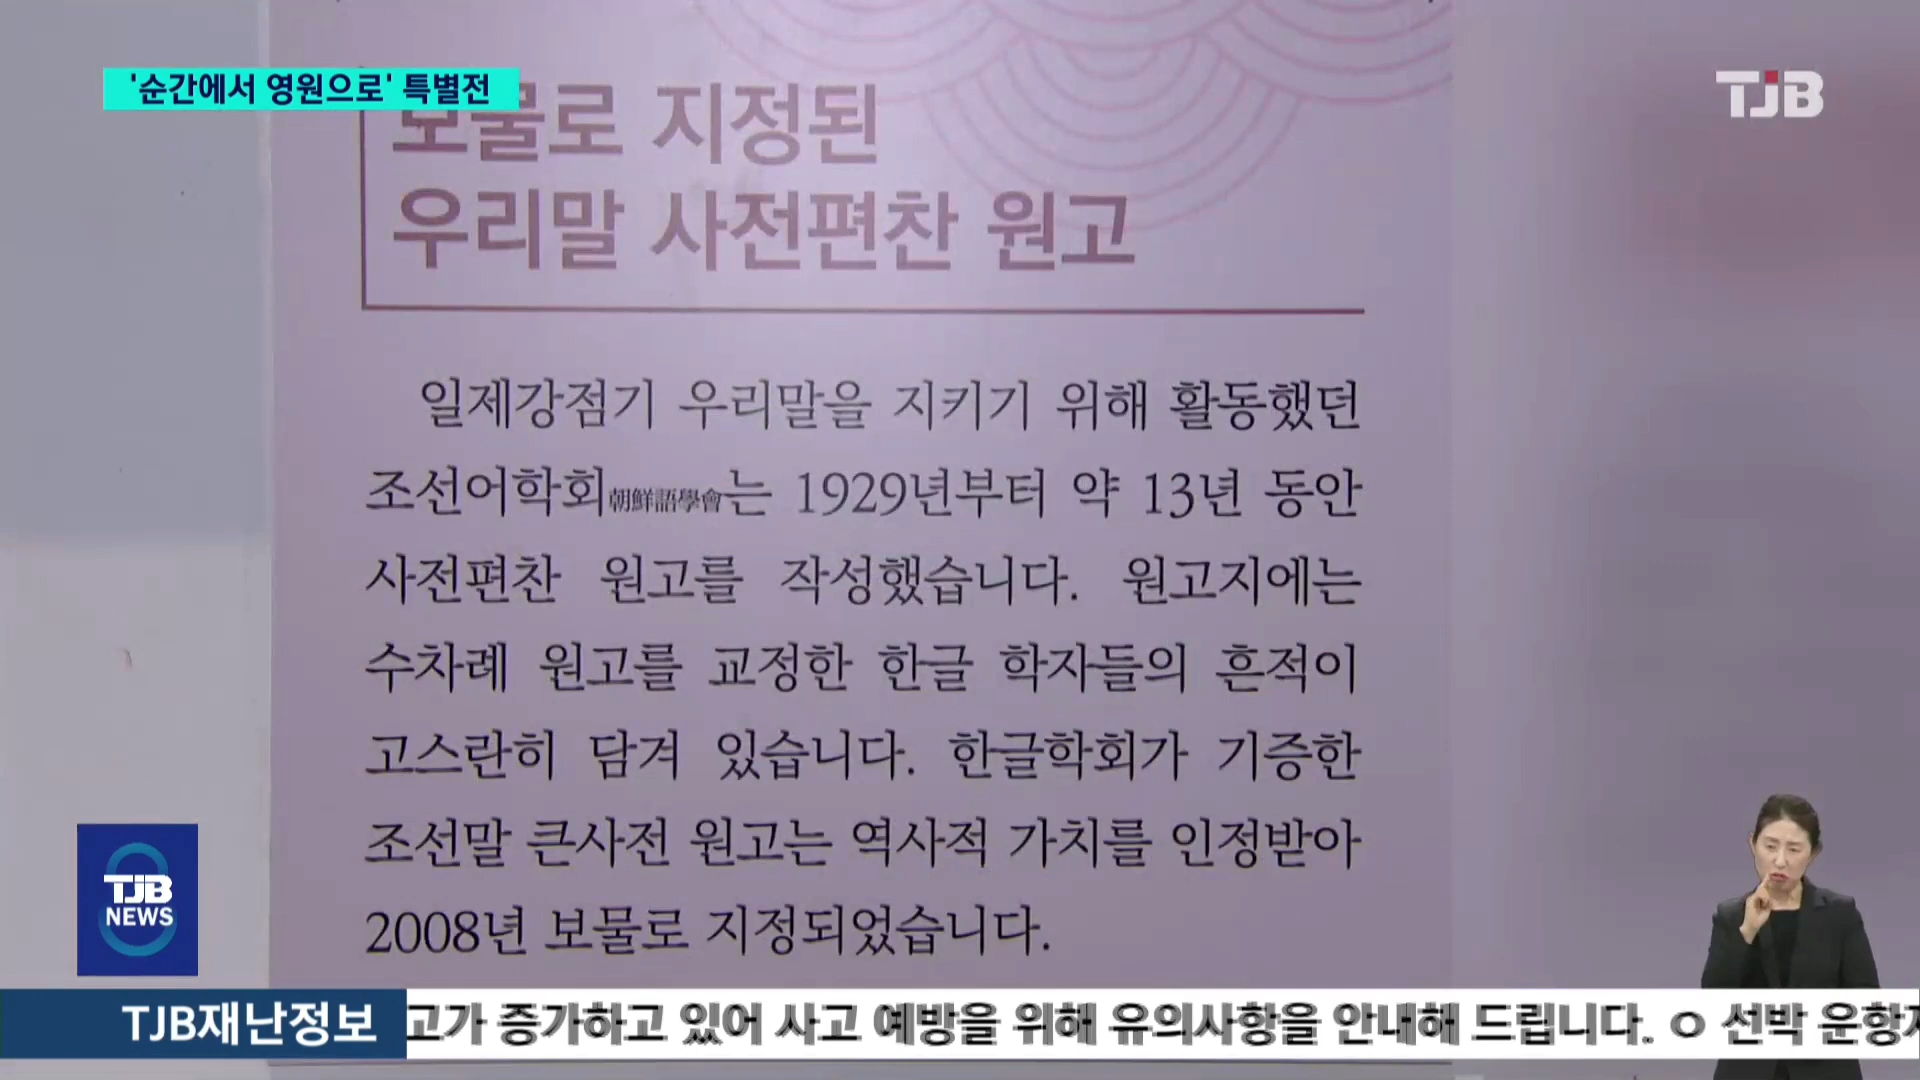 '순간에서 영원으로' 특별전
TJB
보물로 지정된
우리말 사전편찬 원고
일제강점기 우리말을 지키기 위해 활동했던
조선어학회朝鮮語學會는 1929년부터 약 13년 동안
사전편찬 원고를 작성했습니다. 원고지에는
수차례 원고를 교정한 한글 학자들의 흔적이
고스란히 담겨 있습니다. 한글학회가 기증한
조선말 큰사전 원고는 역사적 가치를 인정받아
2008년 보물로 지정되었습니다.
8
TJB
NEWS
TJB재난정보
고가 증가하고 있어 사고 예방을 위해 유의사항을 안내해 드립니다. ㅇ 선박 운항